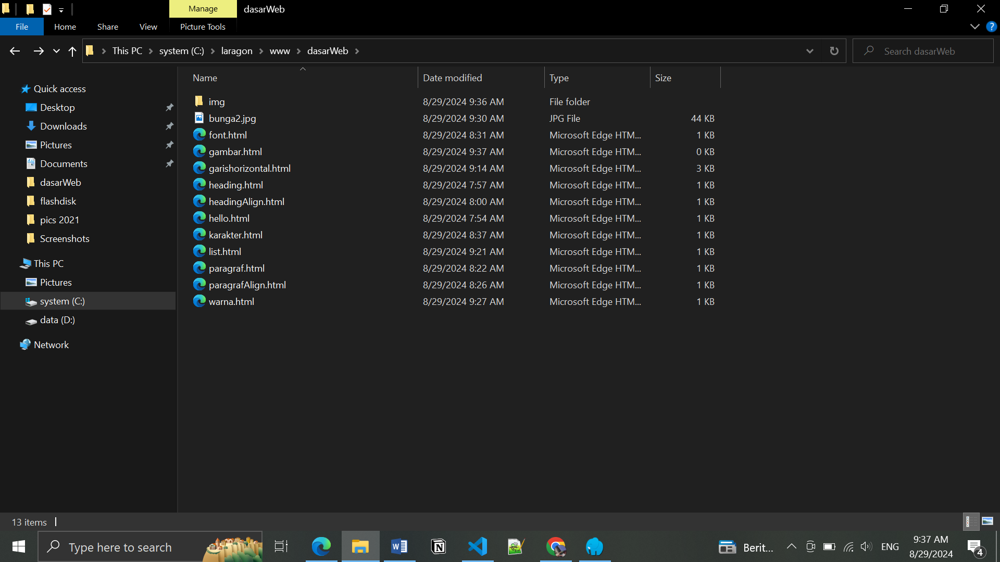 Manage
dasarWeb
File
Home
Share
View
Picture Tools
This PC
system (C:)
laragon
www
dasarWeb
Search dasarWeb
Name
Date modified
Type
Size
Quick access
Desktop
Downloads
Pictures
Documents
dasarWeb
flashdisk
pics 2021
Screenshots
This PC
Pictures
system (C:)
data (D:)
Network
img 8/29/2024 9:36 AM File folder
bunga2.jpg 8/29/2024 9:30 AM JPG File 44 KB
font.html 8/29/2024 8:31 AM Microsoft Edge HTM... 1 KB
gambar.html 8/29/2024 9:37 AM Microsoft Edge HTM... 0 KB
garishorizontal.html 8/29/2024 9:14 AM Microsoft Edge HTM... 3 KB
heading.html 8/29/2024 7:57 AM Microsoft Edge HTM... 1 KB
headingAlign.html 8/29/2024 8:00 AM Microsoft Edge HTM... 1 KB
hello.html 8/29/2024 7:54 AM Microsoft Edge HTM... 1 KB
karakter.html 8/29/2024 8:37 AM Microsoft Edge HTM... 1 KB
list.html 8/29/2024 9:21 AM Microsoft Edge HTM... 1 KB
paragraf.html 8/29/2024 8:22 AM Microsoft Edge HTM... 1 KB
paragrafAlign.html 8/29/2024 8:26 AM Microsoft Edge HTM... 1 KB
warna.html 8/29/2024 9:27 AM Microsoft Edge HTM... 1 KB
13 items
Type here to search
Berit...
ENG
9:37 AM
8/29/2024
4